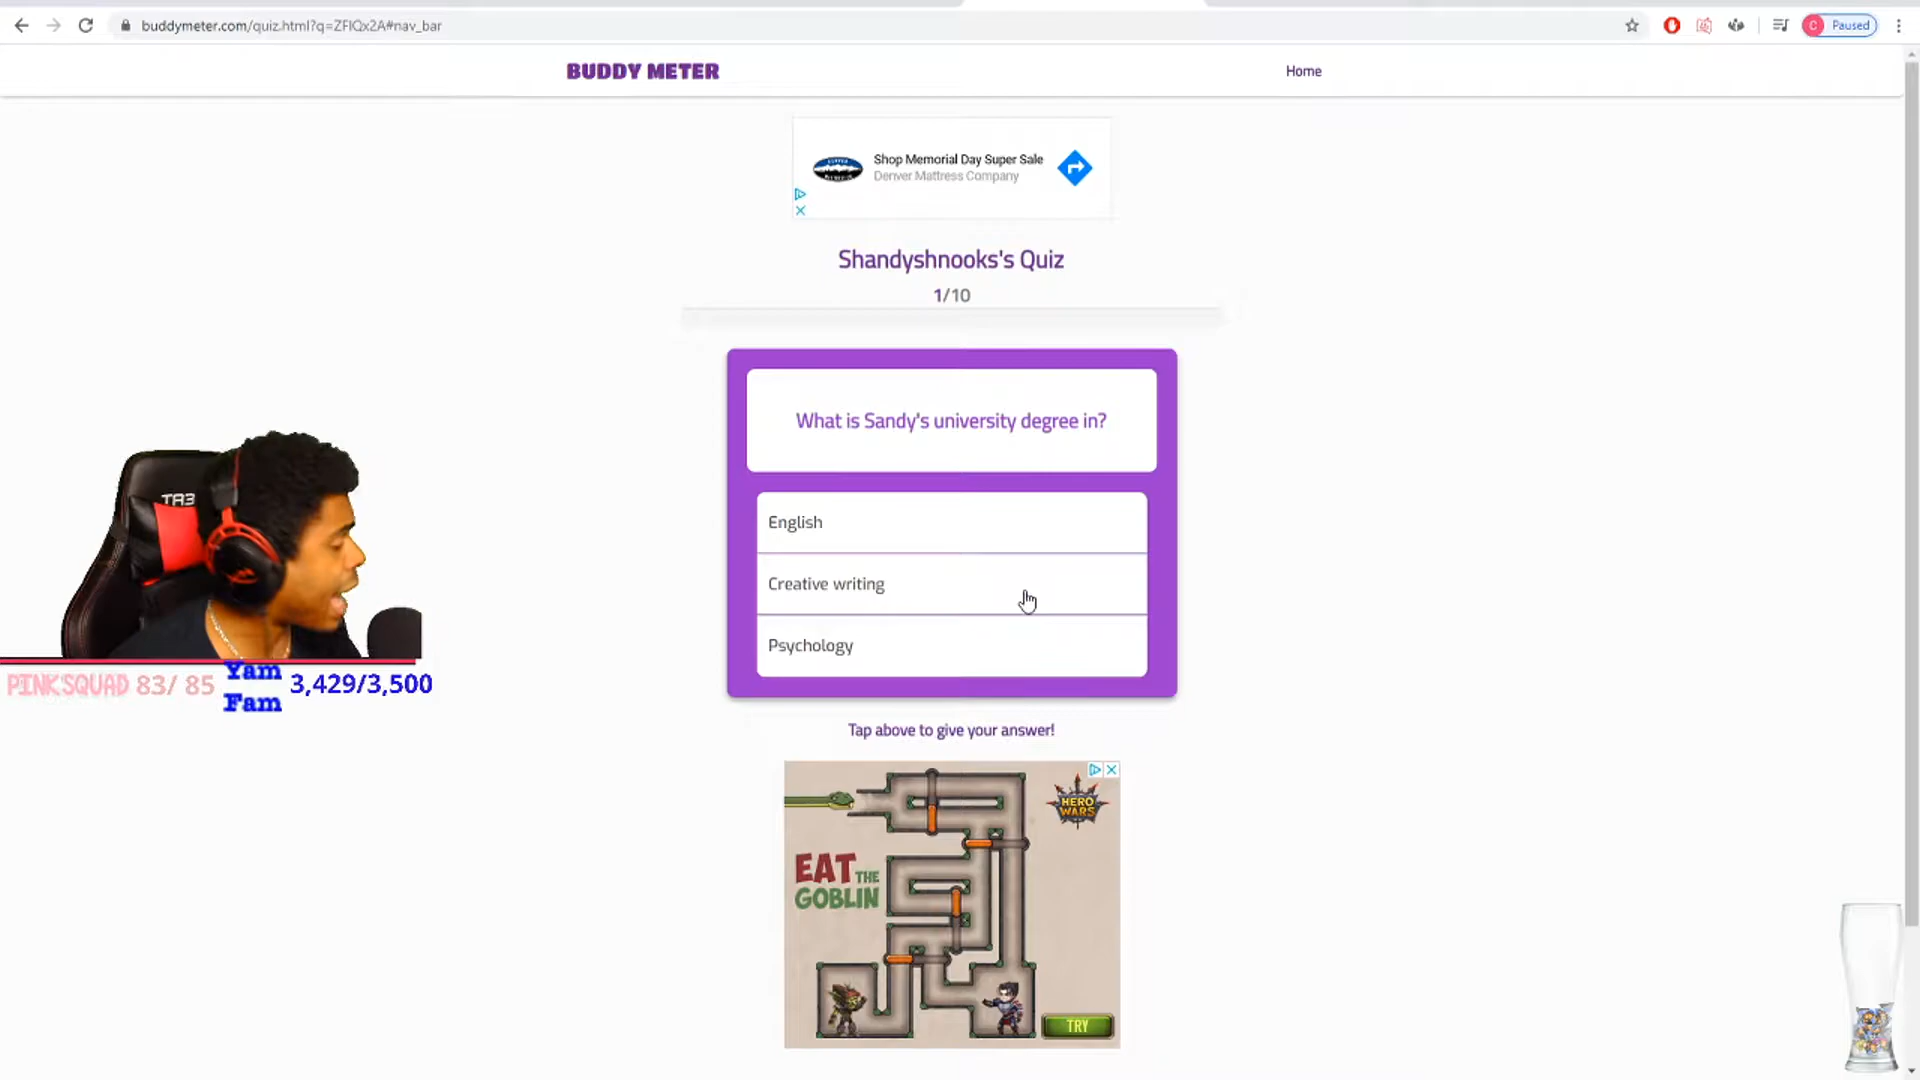 buddymeter.com/quiz.html?q=ZFlQx2A#nav_bar
C Paused
BUDDY METER
Home
Shop Memorial Day Super Sale
Denver Mattress Company
Shandyshnooks's Quiz
1/10
What is Sandy's university degree in?
English
Creative writing
Psychology
Tap above to give your answer!
TA3
PINKSQUAD 83/ 85
Yam
Fam
3,429/3,500
HERO
WARS
EAT THE
GOBLIN
TRY